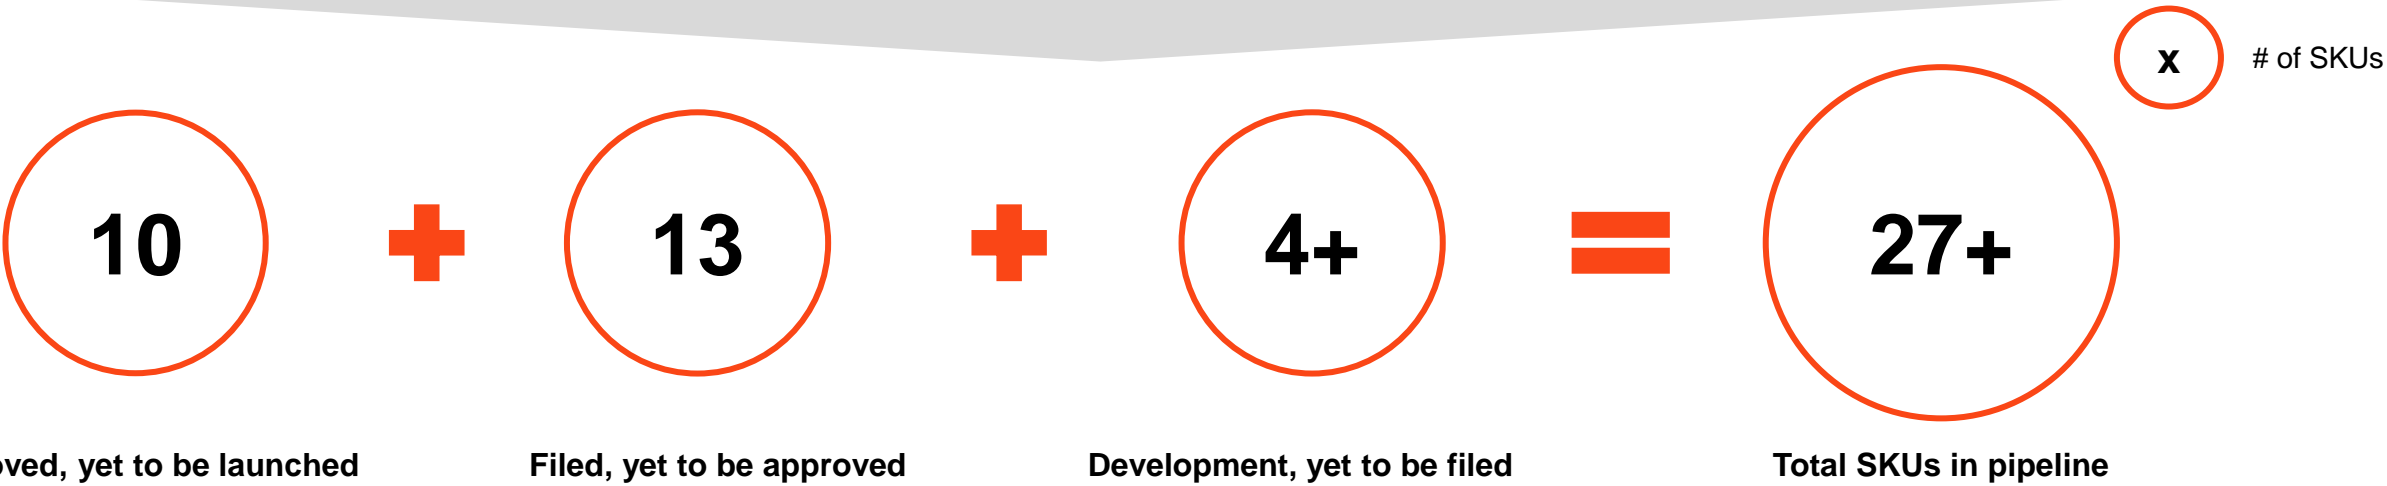 x # of SKUs
10 13 4+ 27+
yet to be launched Filed, yet to be approved Development, yet to be filed Total SKUs in pipeline